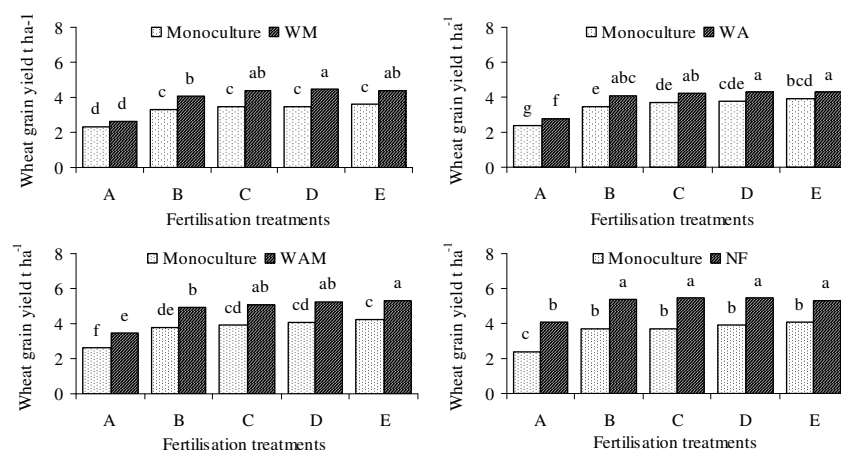 Wheat grain yield t ha-1
8
6
4
2
0
Monoculture WM
d d c b c ab c a c ab
A B C D E
Fertilisation treatments
Wheat grain yield t ha-1
8
6
4
2
0
Monoculture WA
g f e abc de ab cde a bcd a
A B C D E
Fertilisation treatments
Wheat grain yield t ha-1
8
6
4
2
0
Monoculture WAM
f e de b cd ab cd ab c a
A B C D E
Fertilisation treatments
Wheat grain yield t ha-1
8
6
4
2
0
Monoculture NF
c b b a b a b a b a
A B C D E
Fertilisation treatments